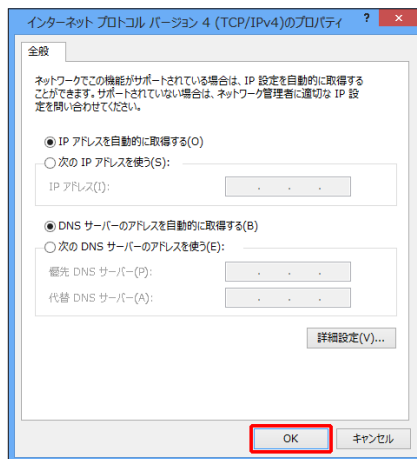 インターネット プロトコル バージョン 4 (TCP/IPv4)のプロパティ ? ×
全般
ネットワークでこの機能がサポートされている場合は、IP 設定を自動的に取得する
ことができます。サポートされていない場合は、ネットワーク管理者に適切な IP 設
定を問い合わせてください。
IP アドレスを自動的に取得する(O)
次の IP アドレスを使う(S):
IP アドレス(I): . . .
DNS サーバーのアドレスを自動的に取得する(B)
次の DNS サーバーのアドレスを使う(E):
優先 DNS サーバー(P): . . .
代替 DNS サーバー(A): . . .
詳細設定(V)...
OK キャンセル